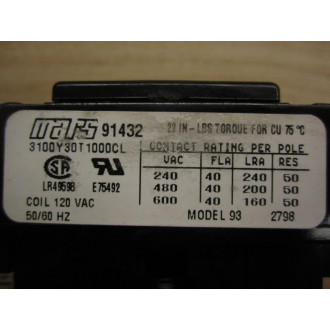 mars 91432 20 IN-LBS TORQUE FOR CU 75 °C
3100Y30T1000CL CONTACT RATING PER POLE
VAC FLA LRA RES
240 40 240 50
480 40 200 50
600 40 160 50
LR49598 E75492
COIL 120 VAC
50/60 HZ
MODEL 93 2798